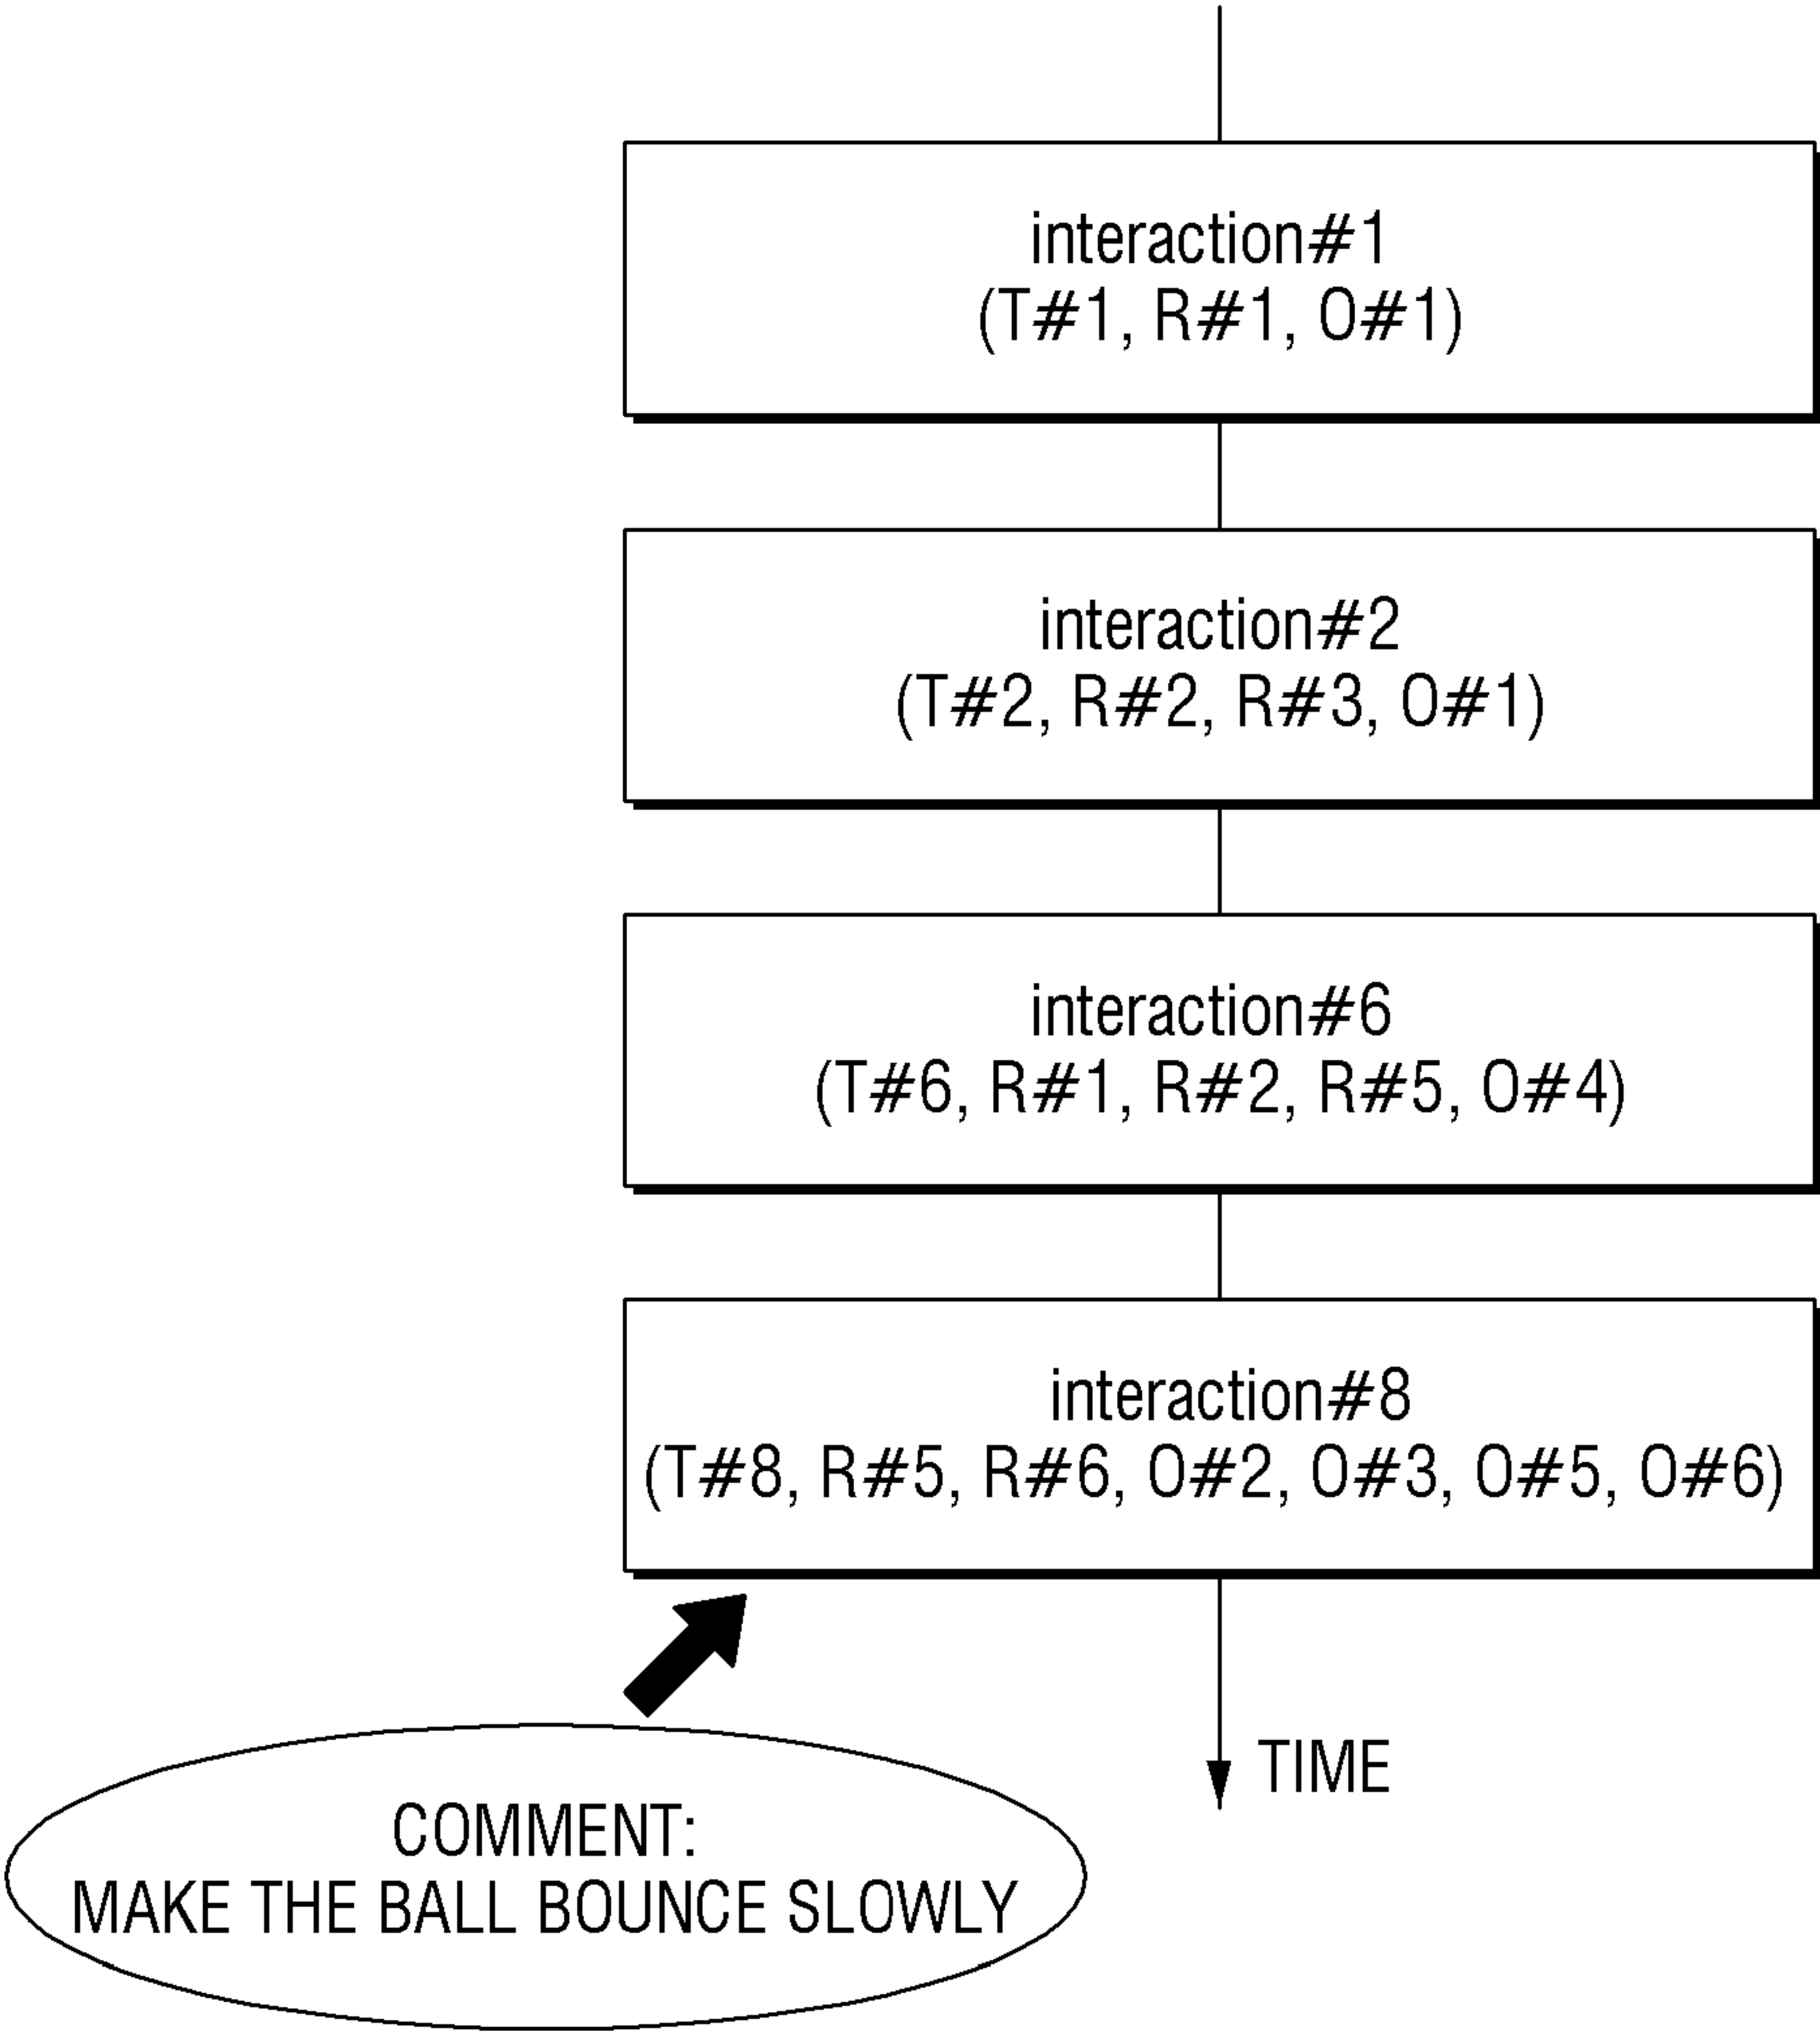 interaction#1
(T#1, R#1, O#1)
interaction#2
(T#2, R#2, R#3, O#1)
interaction#6
(T#6, R#1, R#2, R#5, O#4)
interaction#8
(T#8, R#5, R#6, O#2, O#3, O#5, O#6)
TIME
COMMENT:
MAKE THE BALL BOUNCE SLOWLY